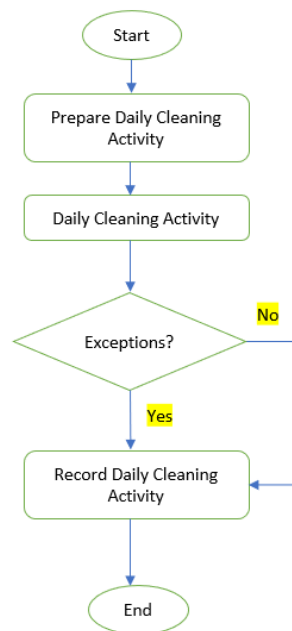 Start
Prepare Daily Cleaning
Activity
Daily Cleaning Activity
Exceptions?
No
Yes
Record Daily Cleaning
Activity
End